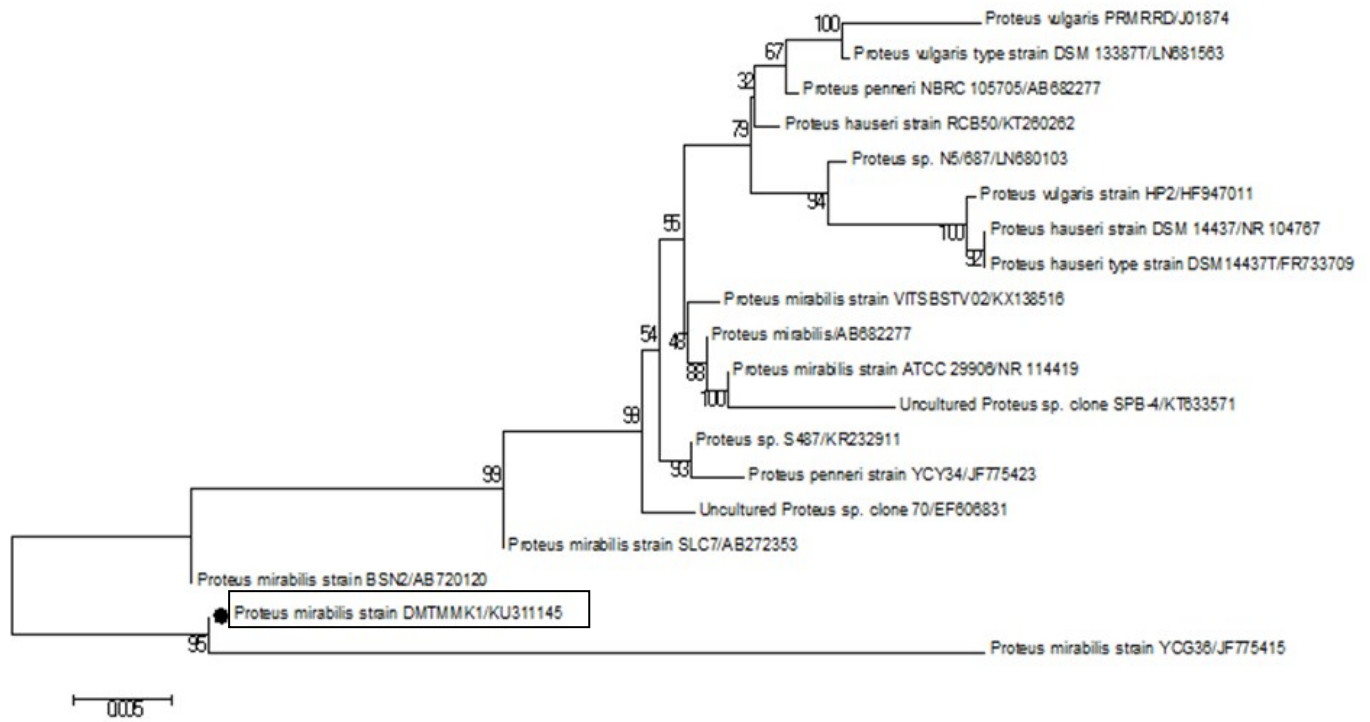 Proteus vulgaris PRMRRD/J01874
100
Proteus vulgaris type strain DSM 13387T/LN681563
67
Proteus penneri NBRC 105705/AB682277
32
Proteus hauseri strain RCB50/KT260262
79
Proteus sp. N5/687/LN680103
94
Proteus vulgaris strain HP2/HF947011
100
Proteus hauseri strain DSM 14437/NR 104767
92
Proteus hauseri type strain DSM14437T/FR733709
55
Proteus mirabilis strain VITSBSTV02/KX138516
48
Proteus mirabilis/AB682277
54
88
Proteus mirabilis strain ATCC 29906/NR 114419
100
Uncultured Proteus sp. clone SPB-4/KT633571
98
Proteus sp. S487/KR232911
93
Proteus penneri strain YCY34/JF775423
99
Uncultured Proteus sp. clone 70/EF606831
Proteus mirabilis strain SLC7/AB272353
Proteus mirabilis strain BSN2/AB720120
Proteus mirabilis strain DMTMMK1/KU311145
95
Proteus mirabilis strain YCG36/JF775415
0.005